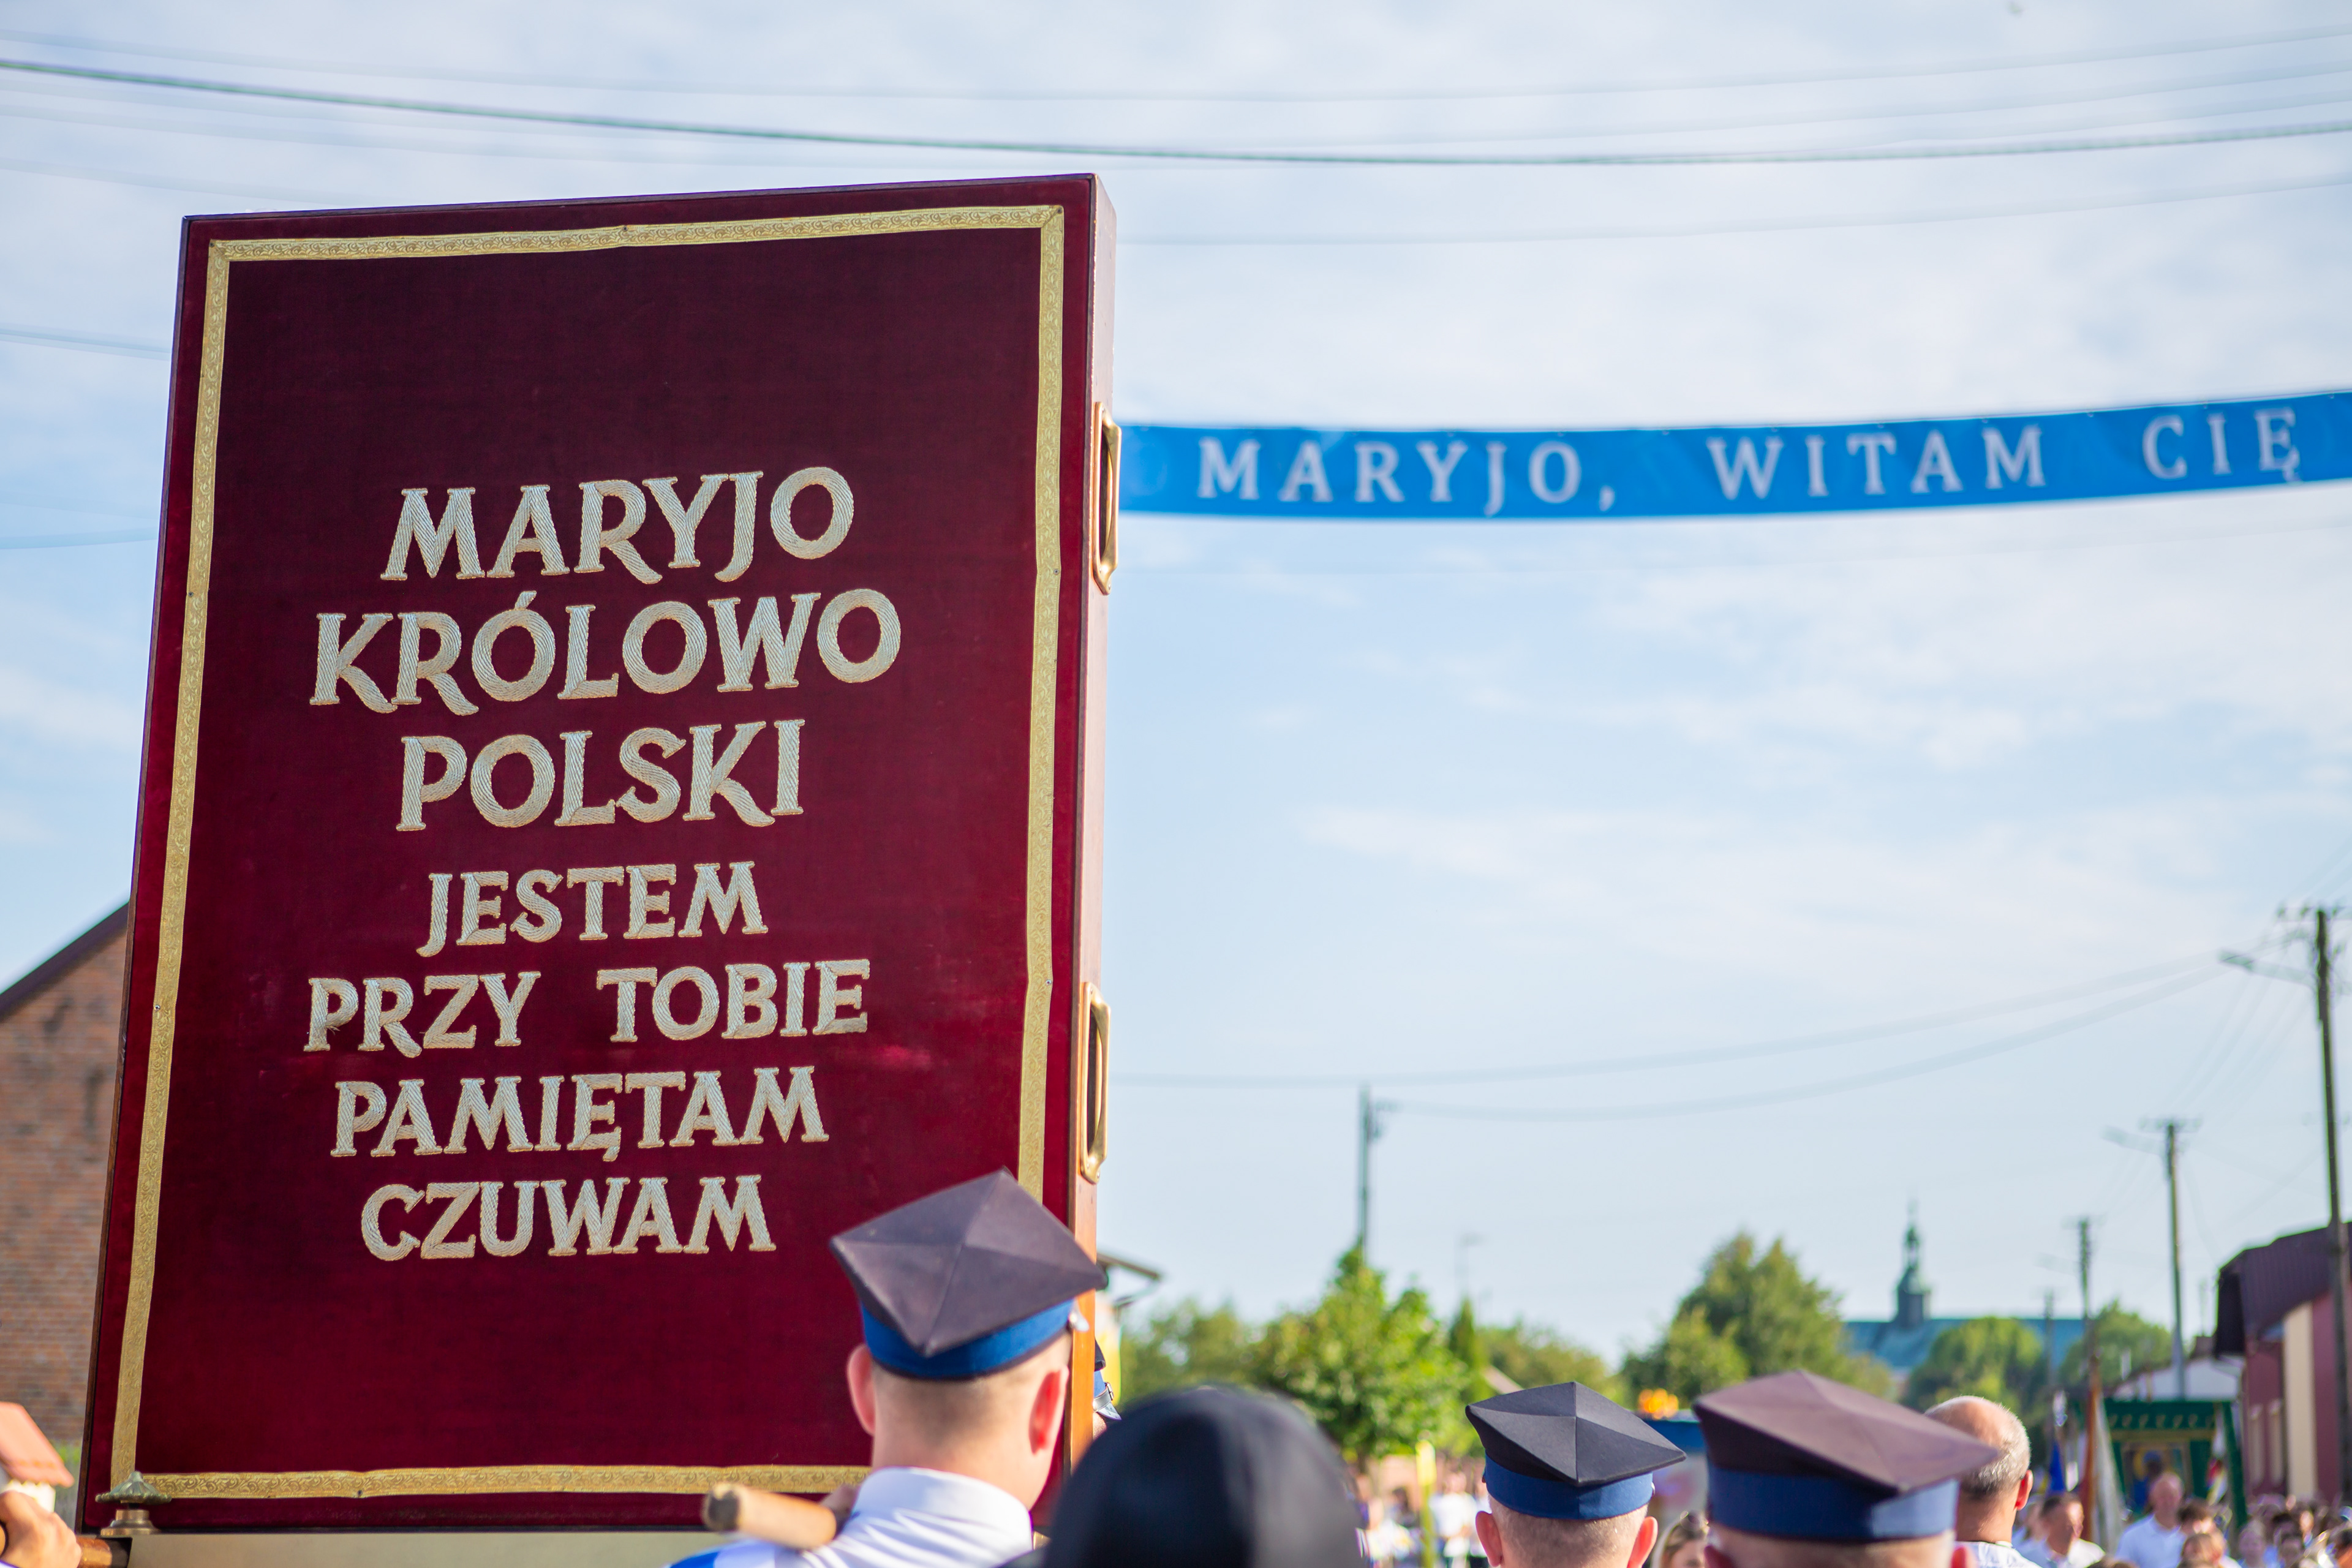 MARYJO
KRÓLOWO
POLSKI
JESTEM
PRZY TOBIE
PAMIĘTAM
CZUWAM
MARYJO, WITAM CIĘ